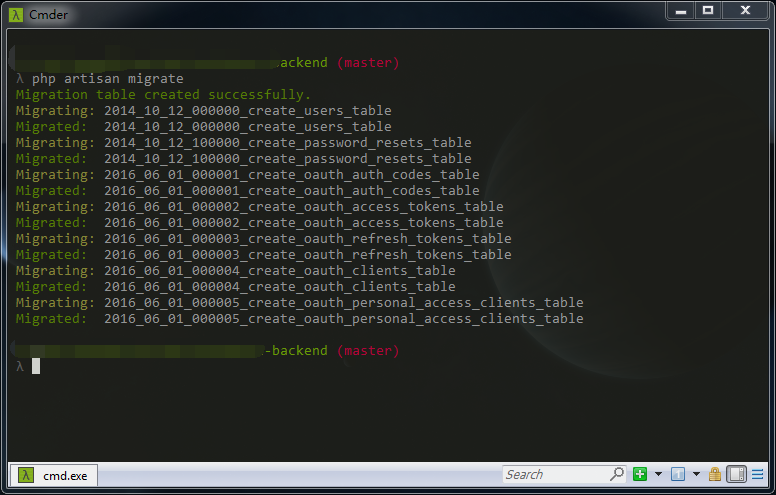 Cmder
ackend (master)
λ php artisan migrate
Migration table created successfully.
Migrating: 2014_10_12_000000_create_users_table
Migrated:  2014_10_12_000000_create_users_table
Migrating: 2014_10_12_100000_create_password_resets_table
Migrated:  2014_10_12_100000_create_password_resets_table
Migrating: 2016_06_01_000001_create_oauth_auth_codes_table
Migrated:  2016_06_01_000001_create_oauth_auth_codes_table
Migrating: 2016_06_01_000002_create_oauth_access_tokens_table
Migrated:  2016_06_01_000002_create_oauth_access_tokens_table
Migrating: 2016_06_01_000003_create_oauth_refresh_tokens_table
Migrated:  2016_06_01_000003_create_oauth_refresh_tokens_table
Migrating: 2016_06_01_000004_create_oauth_clients_table
Migrated:  2016_06_01_000004_create_oauth_clients_table
Migrating: 2016_06_01_000005_create_oauth_personal_access_clients_table
Migrated:  2016_06_01_000005_create_oauth_personal_access_clients_table
-backend (master)
λ
cmd.exe
Search